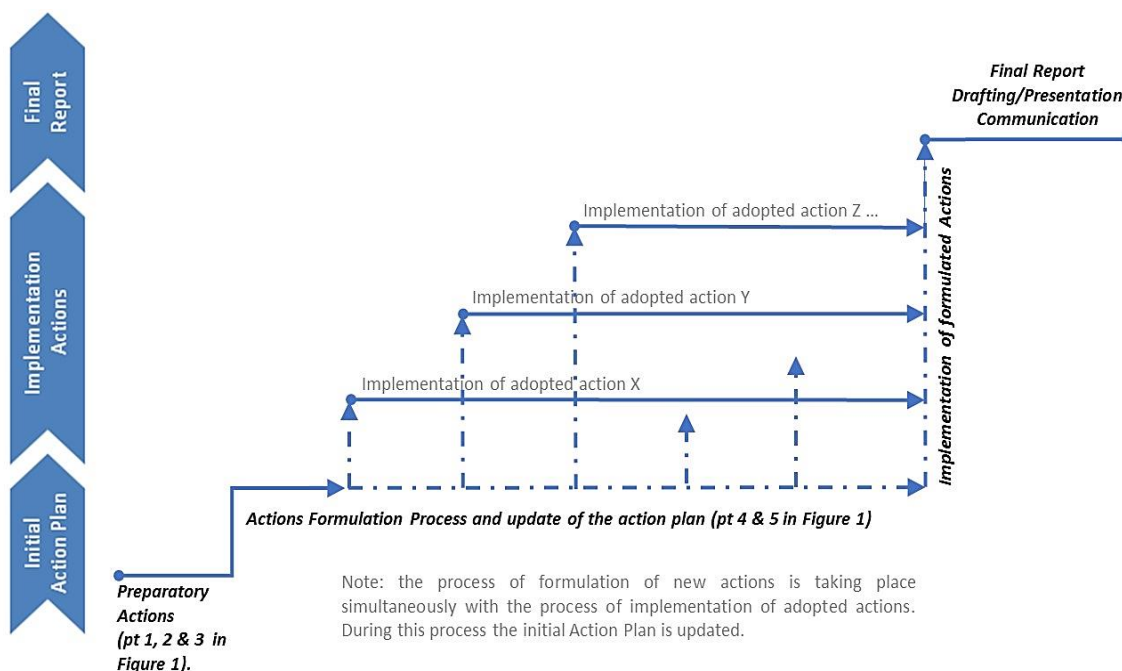 Final
Report
Implementation
Actions
Initial
Action Plan
Final Report
Drafting/Presentation
Communication
Implementation of adopted action Z ...
Implementation of adopted action Y
Implementation of adopted action X
Implementation of formulated Actions
Actions Formulation Process and update of the action plan (pt 4 & 5 in Figure 1)
Preparatory
Actions
(pt 1, 2 & 3 in
Figure 1).
Note: the process of formulation of new actions is taking place
simultaneously with the process of implementation of adopted actions.
During this process the initial Action Plan is updated.